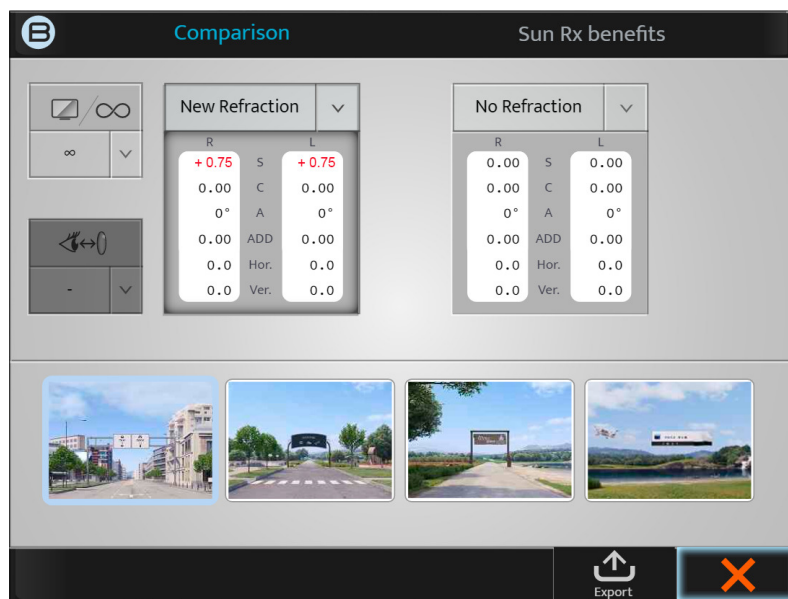 B Comparison Sun Rx benefits
∞
∞
-
New Refraction
R L
+ 0.75 S + 0.75
0.00 C 0.00
0° A 0°
0.00 ADD 0.00
0.0 Hor. 0.0
0.0 Ver. 0.0
No Refraction
R L
0.00 S 0.00
0.00 C 0.00
0° A 0°
0.00 ADD 0.00
0.0 Hor. 0.0
0.0 Ver. 0.0
Export